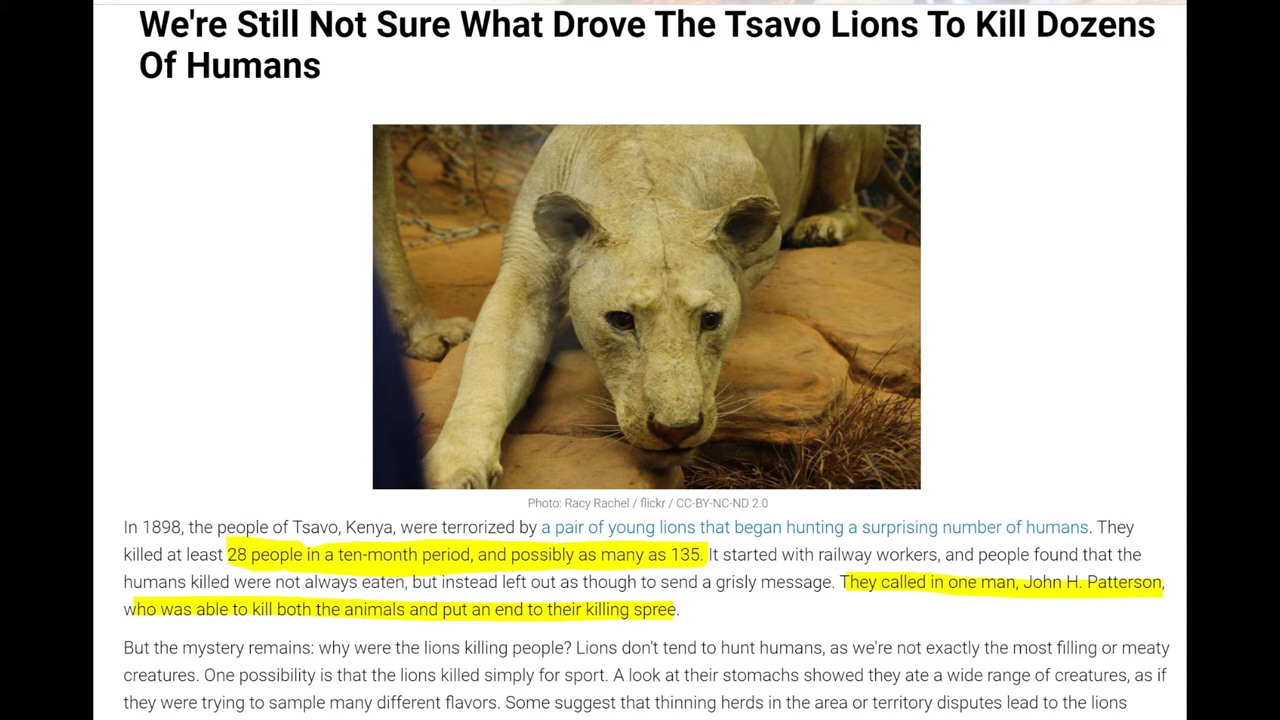 We're Still Not Sure What Drove The Tsavo Lions To Kill Dozens
Of Humans
Photo: Racy Rachel / flickr / CC-BY-NC-ND 2.0
In 1898, the people of Tsavo, Kenya, were terrorized by a pair of young lions that began hunting a surprising number of humans. They
killed at least 28 people in a ten-month period, and possibly as many as 135. It started with railway workers, and people found that the
humans killed were not always eaten, but instead left out as though to send a grisly message. They called in one man, John H. Patterson,
who was able to kill both the animals and put an end to their killing spree.
But the mystery remains: why were the lions killing people? Lions don't tend to hunt humans, as we're not exactly the most filling or meaty
creatures. One possibility is that the lions killed simply for sport. A look at their stomachs showed they ate a wide range of creatures, as if
they were trying to sample many different flavors. Some suggest that thinning herds in the area or territory disputes lead to the lions